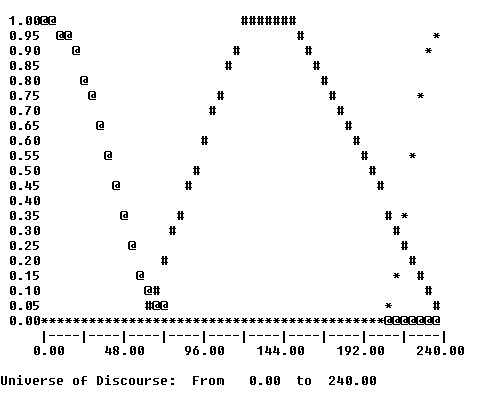 1.00@@                       #######
0.95  @@                            #                *
0.90    @                   #        #              *
0.85                       #          #
0.80     @                             #
0.75      @               #             #          *
0.70                     #               #
0.65       @                              #
0.60                    #                  #
0.55        @                               #     *
0.50                   #                     #
0.45         @        #                       #
0.40
0.35          @      #                         # *
0.30                #                           #
0.25           @                                 #
0.20               #                              #
0.15            @                               *  #
0.10             @#                                 #
0.05             #@@                           *     #
0.00*******************************************@@@@@@@
|----|----|----|----|----|----|----|----|----|----|
0.00 48.00 96.00 144.00 192.00 240.00
Universe of Discourse:  From   0.00  to  240.00